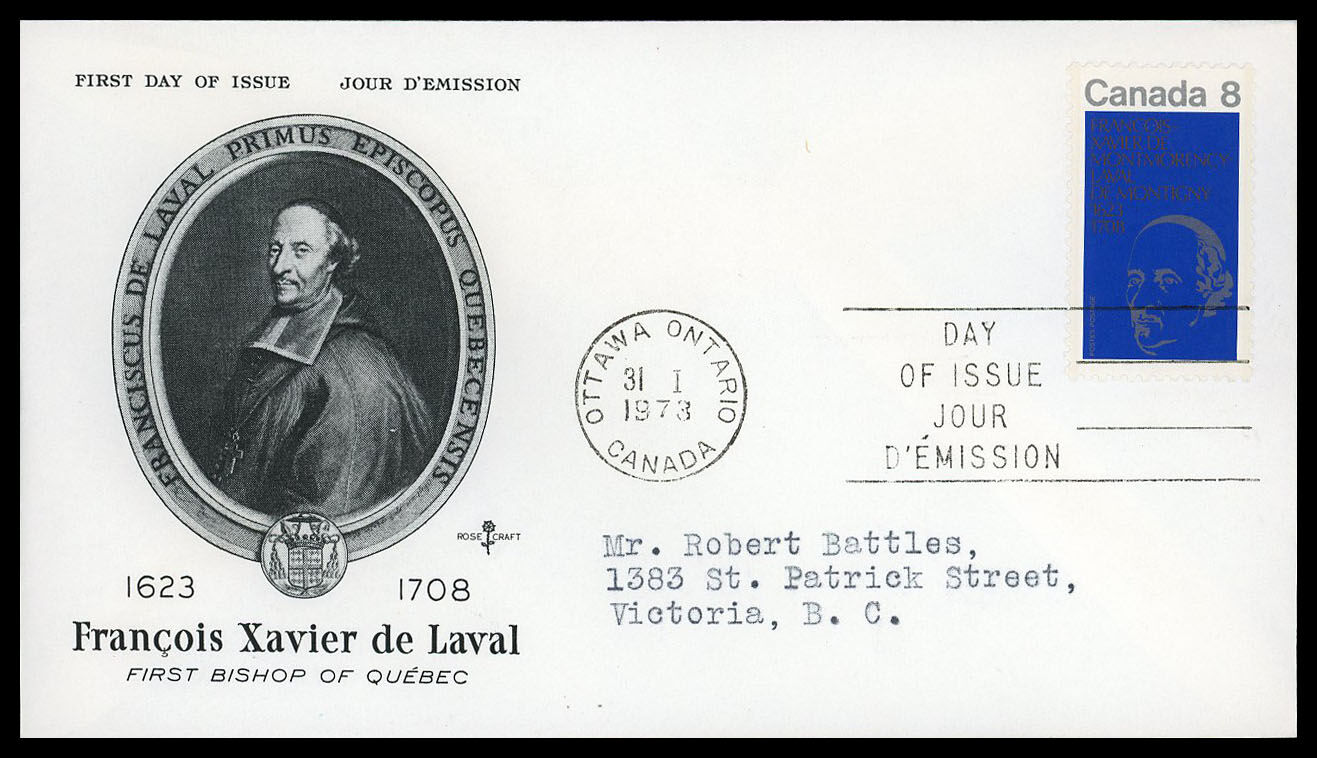 FIRST DAY OF ISSUE JOUR D'EMISSION
FRANCISCUS DE LAVAL PRIMUS EPISCOPUS QUEBECENSIS
ROSE CRAFT
1623 1708
François Xavier de Laval
FIRST BISHOP OF QUÉBEC
Canada 8
FRANÇOIS-
XAVIER DE
MONTMORENCY
LAVAL
DE MONTIGNY
1623
1708
POSTES POSTAGE
OTTAWA ONTARIO
31 I
1973
CANADA
DAY
OF ISSUE
JOUR
D'ÉMISSION
Mr. Robert Battles,
1383 St. Patrick Street,
Victoria, B. C.